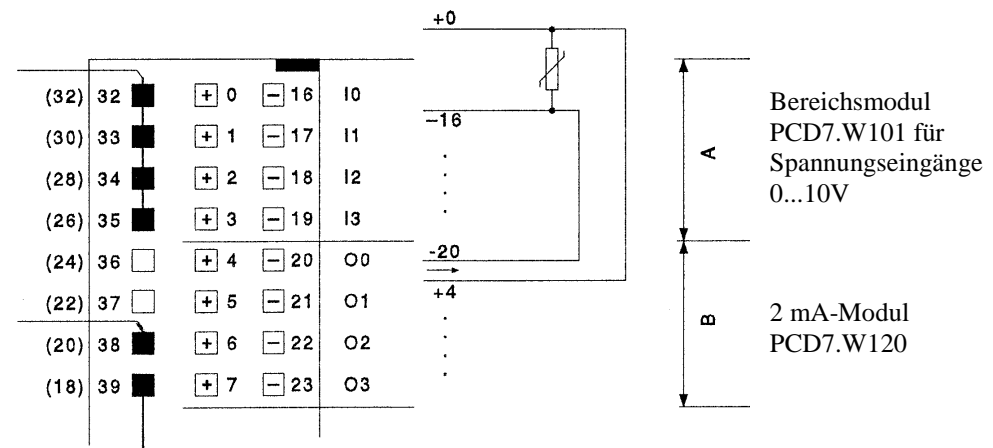 +0
(32) 32 + 0 − 16 I0
−16
(30) 33 + 1 − 17 I1
(28) 34 + 2 − 18 I2
(26) 35 + 3 − 19 I3
A
Bereichsmodul
PCD7.W101 für
Spannungseingänge
0...10V
(24) 36 + 4 − 20 O0
-20
(22) 37 + 5 − 21 O1
+4
(20) 38 + 6 − 22 O2
(18) 39 + 7 − 23 O3
B
2 mA-Modul
PCD7.W120